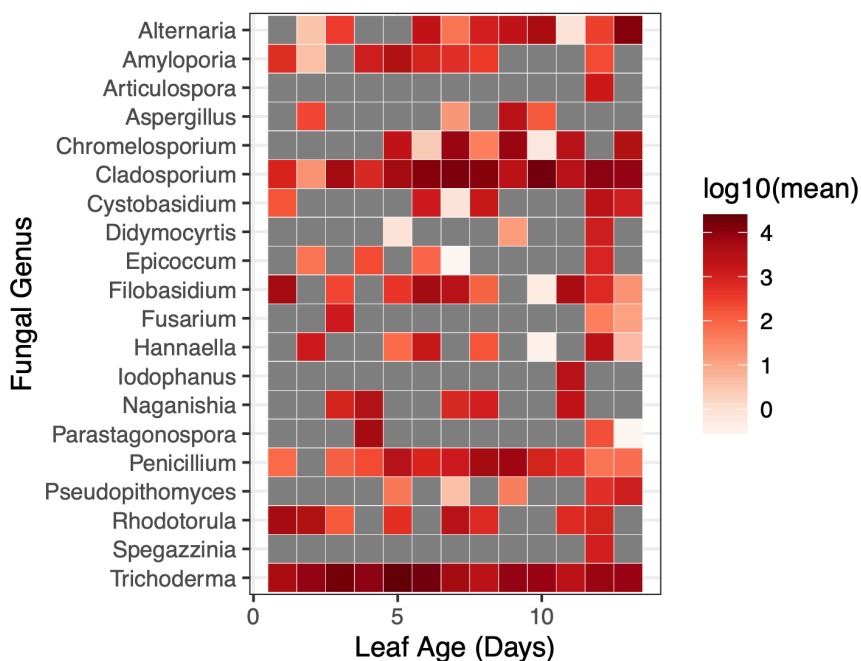 Fungal Genus
Alternaria
Amyloporia
Articulospora
Aspergillus
Chromelosporium
Cladosporium
Cystobasidium
Didymocyrtis
Epicoccum
Filobasidium
Fusarium
Hannaella
Iodophanus
Naganishia
Parastagonospora
Penicillium
Pseudopithomyces
Rhodotorula
Spegazzinia
Trichoderma
0 5 10
Leaf Age (Days)
log10(mean)
4
3
2
1
0